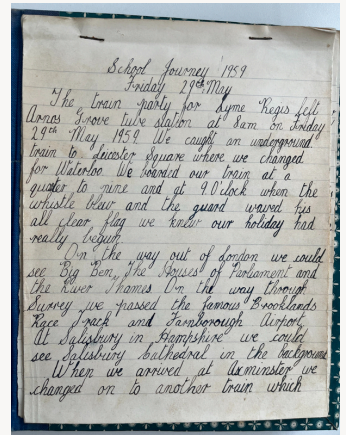 School Journey 1959
Friday 29th May
The train party for Lyme Regis left
Arnos Grove tube station at 8am on Friday
29th May 1959. We caught an underground
train to Leicester Square where we changed
for Waterloo. We boarded our train at a
quarter to nine and at 9 O'clock when the
whistle blew and the guard waved his
all clear flag we knew our holiday had
really begun.
On the way out of London we could
see Big Ben, The Houses of Parliament and
the River Thames On the way through
Surrey we passed the famous Brooklands
Race Track and Farnborough Airport.
At Salisbury in Hampshire we could
see Salisbury Cathedral in the background
When we arrived at Axminster we
changed on to another train which